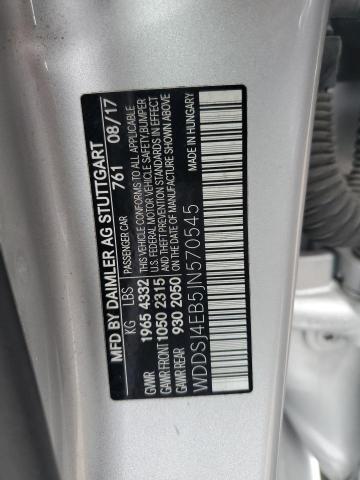 MFD BY DAIMLER AG STUTTGART
761 08/17
KG LBS PASSENGER CAR
GVWR 1965 4332 THIS VEHICLE CONFORMS TO ALL APPLICABLE
GAWR FRONT 1050 2315 U.S. FEDERAL MOTOR VEHICLE SAFETY, BUMPER
GAWR REAR 930 2050 AND THEFT PREVENTION STANDARDS IN EFFECT
ON THE DATE OF MANUFACTURE SHOWN ABOVE
WDDSJ4EB5JN570545
MADE IN HUNGARY